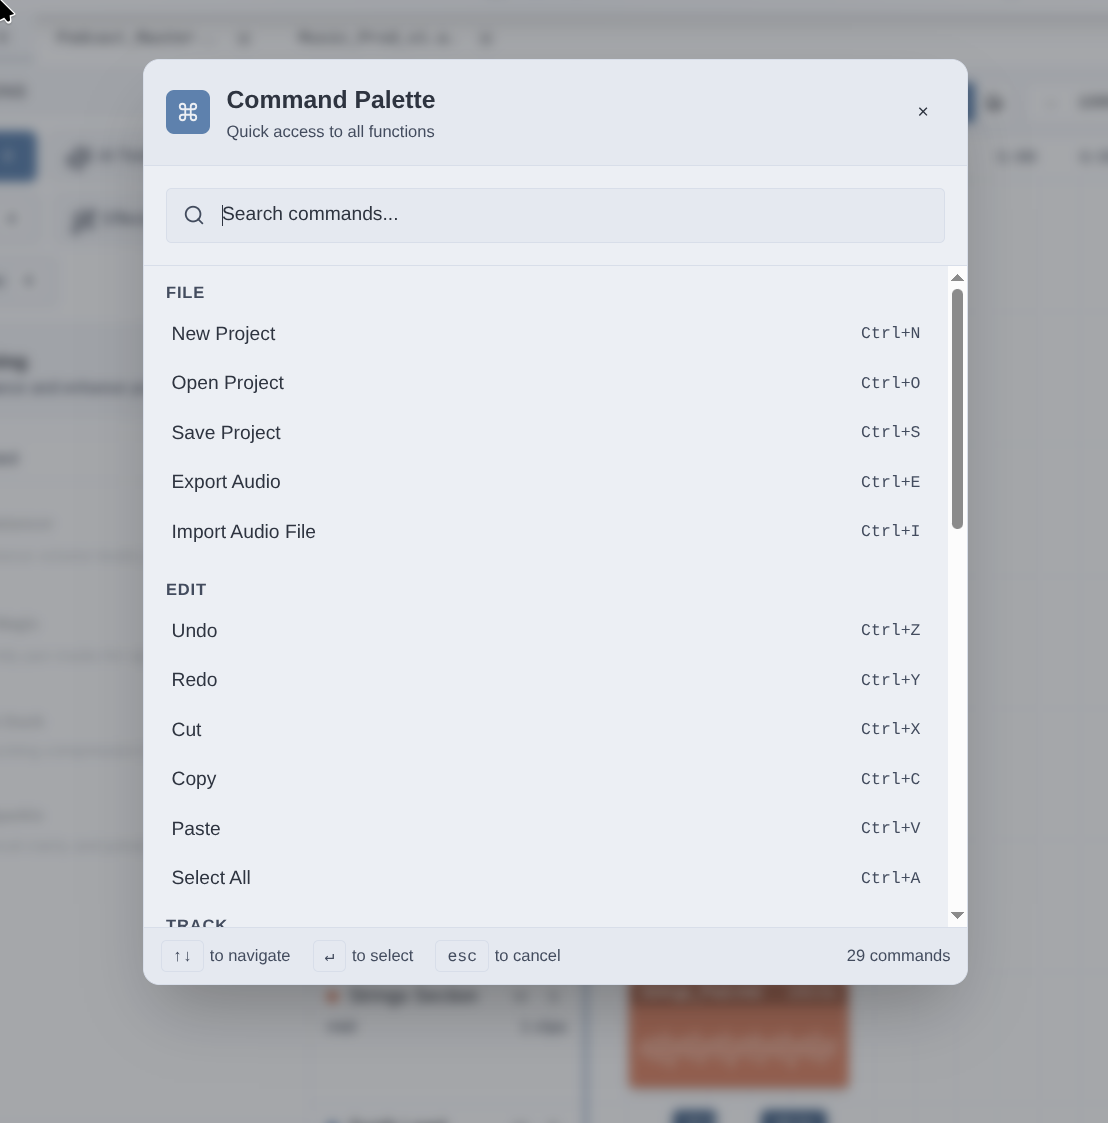 Command Palette
Quick access to all functions
×
Search commands...
FILE
New Project Ctrl+N
Open Project Ctrl+O
Save Project Ctrl+S
Export Audio Ctrl+E
Import Audio File Ctrl+I
EDIT
Undo Ctrl+Z
Redo Ctrl+Y
Cut Ctrl+X
Copy Ctrl+C
Paste Ctrl+V
Select All Ctrl+A
TRACK
↑↓ to navigate ↵ to select esc to cancel 29 commands